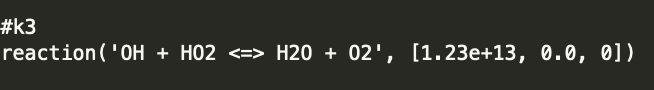 #k3
reaction('OH + HO2 <=> H2O + O2', [1.23e+13, 0.0, 0])